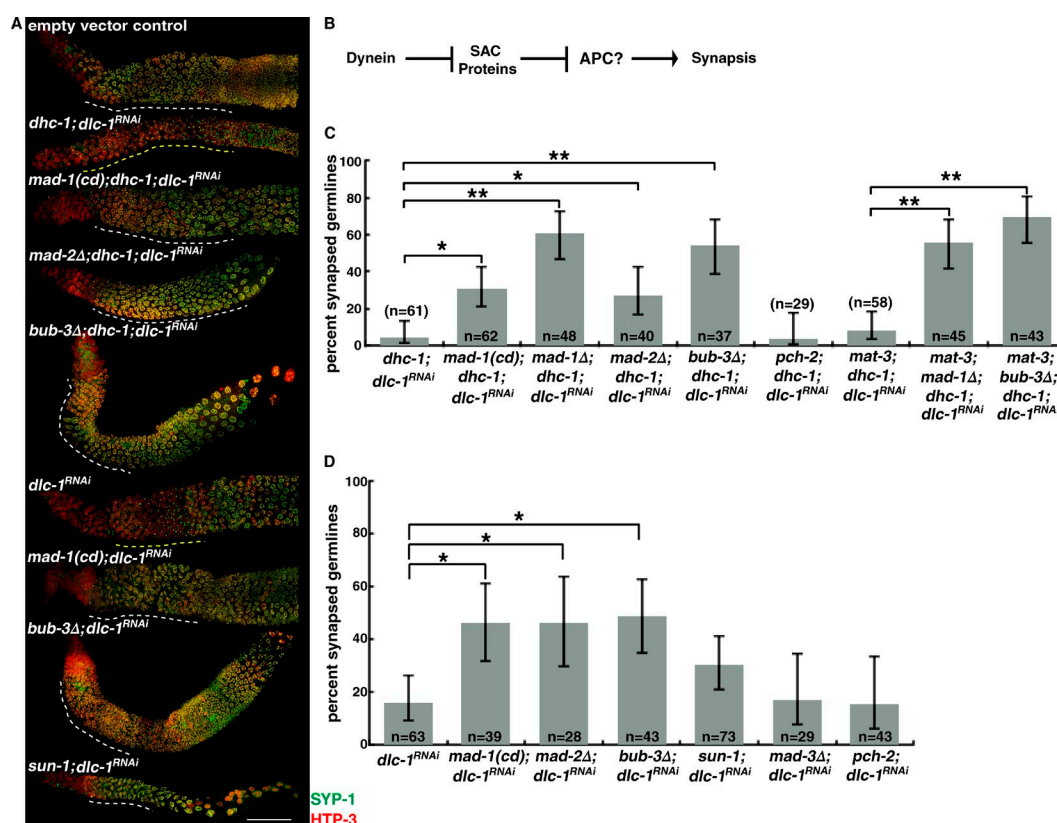 A
empty vector control
dhc-1; dlc-1RNAi
mad-1(cd);dhc-1;dlc-1RNAi
mad-2Δ;dhc-1;dlc-1RNAi
bub-3Δ;dhc-1;dlc-1RNAi
dlc-1RNAi
mad-1(cd);dlc-1RNAi
bub-3Δ;dlc-1RNAi
sun-1;dlc-1RNAi
SYP-1
HTP-3
B
Dynein
SAC
Proteins
APC?
Synapsis
C
percent synapsed germlines
100
80
60
40
20
0
**
*
**
*
**
**
(n=61)
n=62
n=48
n=40
n=37
(n=29)
(n=58)
n=45
n=43
dhc-1;
dlc-1RNAi
mad-1(cd);
dhc-1;
dlc-1RNAi
mad-1Δ;
dhc-1;
dlc-1RNAi
mad-2Δ;
dhc-1;
dlc-1RNAi
bub-3Δ;
dhc-1;
dlc-1RNAi
pch-2;
dhc-1;
dlc-1RNAi
mat-3;
dhc-1;
dlc-1RNAi
mat-3;
mad-1Δ;
dhc-1;
dlc-1RNAi
mat-3;
bub-3Δ;
dhc-1;
dlc-1RNAi
D
percent synapsed germlines
100
80
60
40
20
0
*
*
*
n=63
n=39
n=28
n=43
n=73
n=29
n=43
dlc-1RNAi
mad-1(cd);
dlc-1RNAi
mad-2Δ;
dlc-1RNAi
bub-3Δ;
dlc-1RNAi
sun-1;
dlc-1RNAi
mad-3Δ;
dlc-1RNAi
pch-2;
dlc-1RNAi